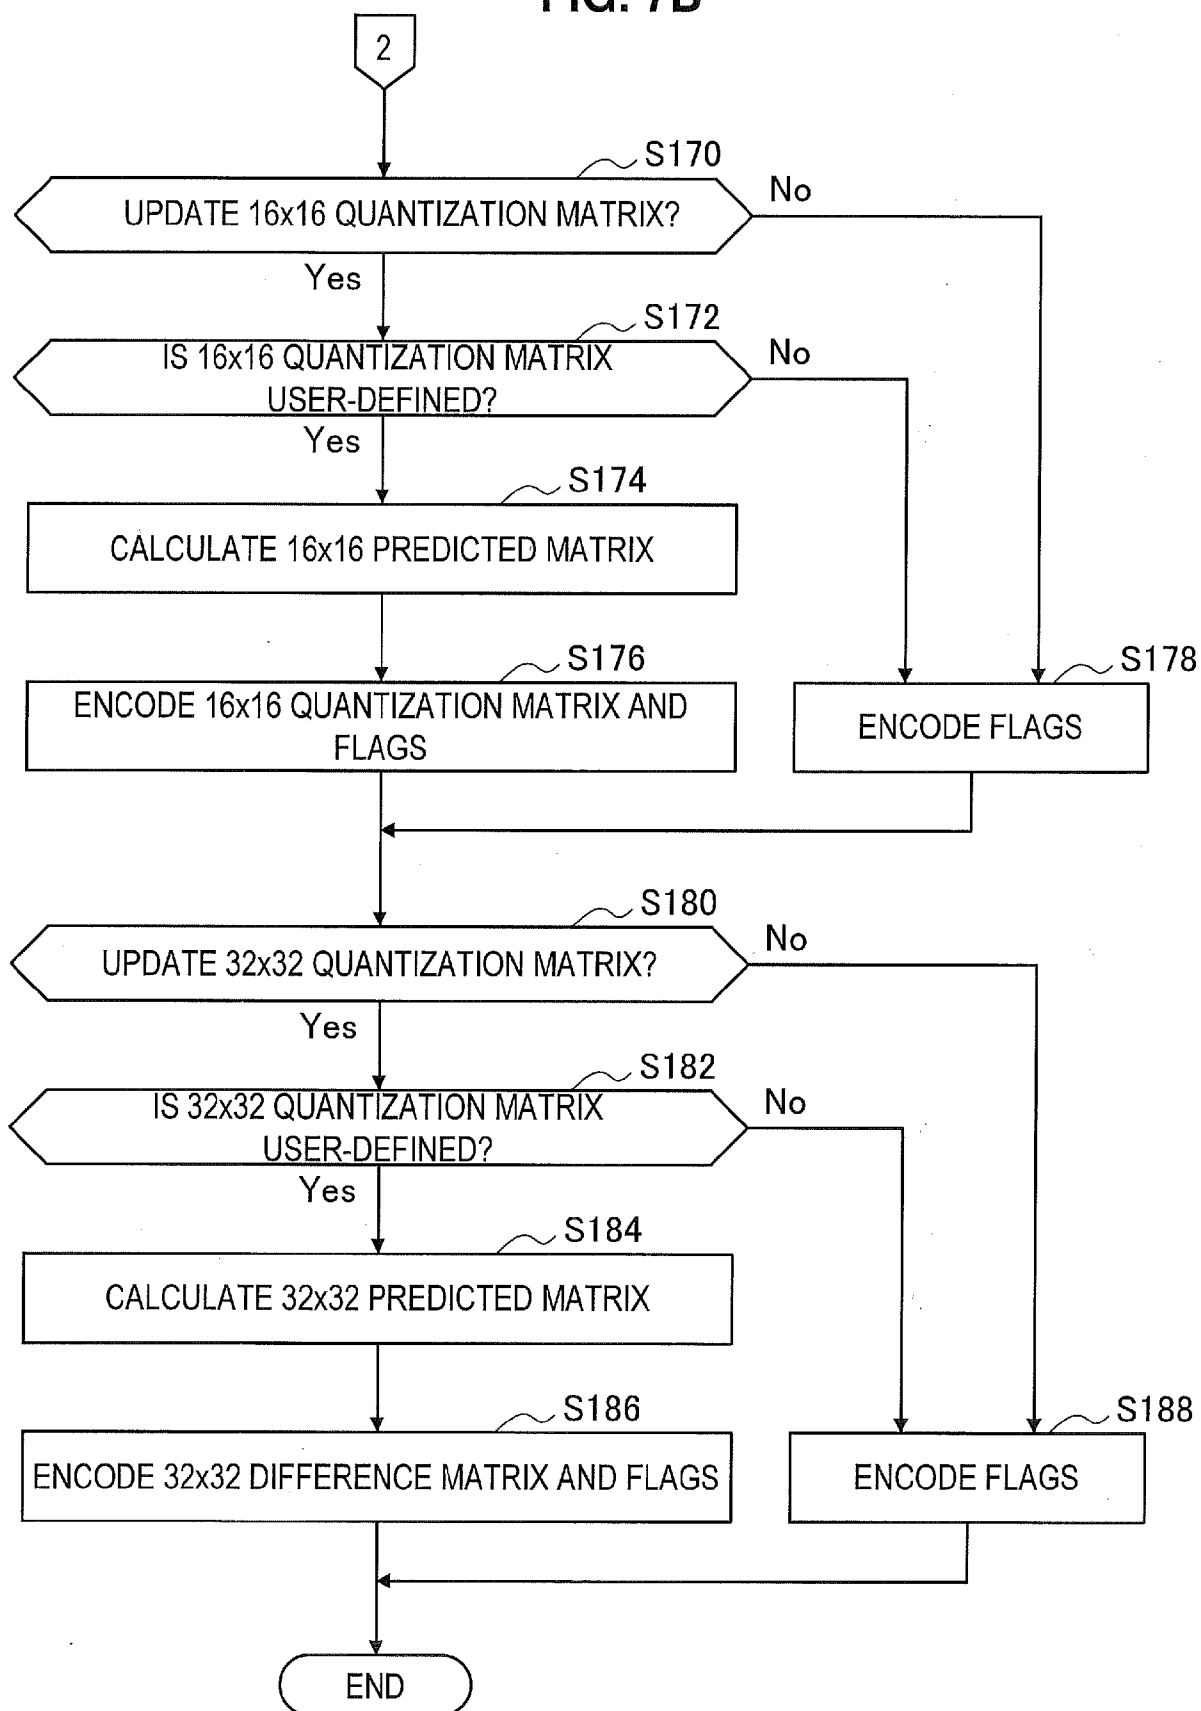 FIG. 7B
2
S170
UPDATE 16x16 QUANTIZATION MATRIX?
No
Yes
S172
IS 16x16 QUANTIZATION MATRIX
USER-DEFINED?
No
Yes
S174
CALCULATE 16x16 PREDICTED MATRIX
S176
ENCODE 16x16 QUANTIZATION MATRIX AND
FLAGS
S178
ENCODE FLAGS
S180
UPDATE 32x32 QUANTIZATION MATRIX?
No
Yes
S182
IS 32x32 QUANTIZATION MATRIX
USER-DEFINED?
No
Yes
S184
CALCULATE 32x32 PREDICTED MATRIX
S186
ENCODE 32x32 DIFFERENCE MATRIX AND FLAGS
S188
ENCODE FLAGS
END